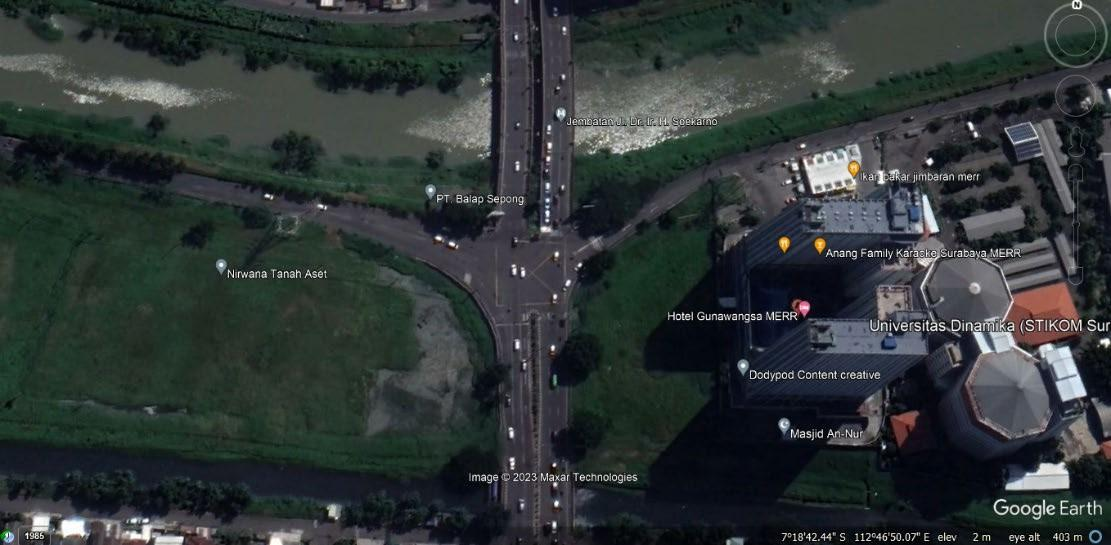 N
Jembatan Jl. Dr. Ir. H. Soekarno
Ikan bakar jimbaran merr
PT. Balap Sepong
Anang Family Karaoke Surabaya MERR
Nirwana Tanah Aset
Hotel Gunawangsa MERR
Universitas Dinamika (STIKOM Sur
Dodypod Content creative
Masjid An-Nur
Image © 2023 Maxar Technologies
Google Earth
1985
7°18'42.44" S 112°46'50.07" E elev 2 m eye alt 403 m